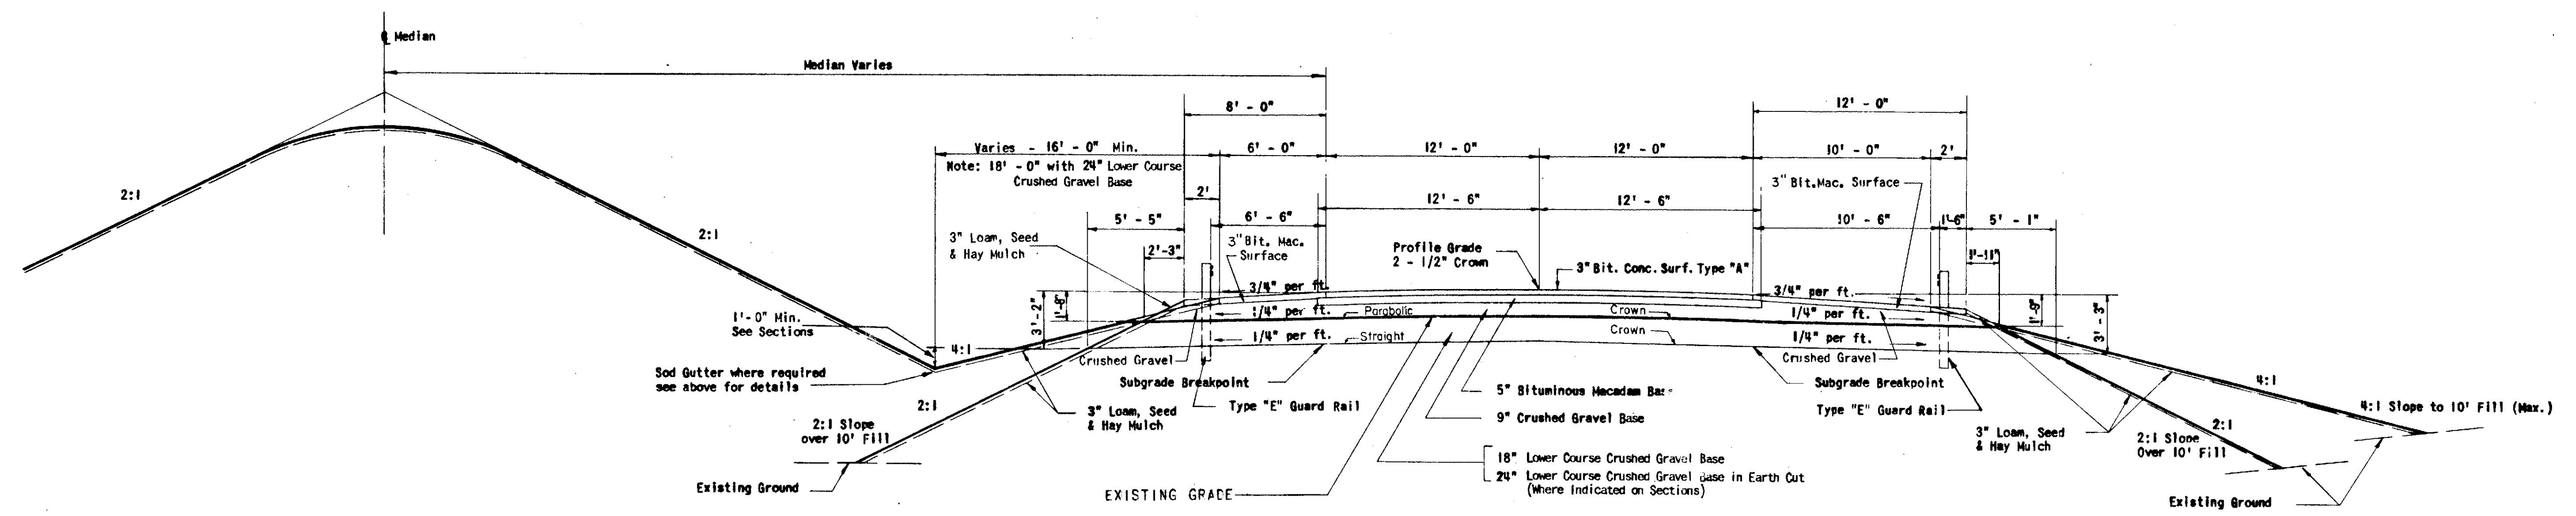 ℄ Median
Median Varies
8' - 0"
12' - 0"
Varies - 16' - 0" Min.
6' - 0"
12' - 0"
12' - 0"
10' - 0"
2'
Note: 18' - 0" with 24" Lower Course
Crushed Gravel Base
2:1
2'
3" Bit.Mac. Surface
12' - 6"
12' - 6"
5' - 5"
6' - 6"
10' - 6"
1'-6"
5' - 1"
2:1
3" Loam, Seed
& Hay Mulch
2'-3"
3" Bit. Mac.
Surface
Profile Grade
2 - 1/2" Crown
3" Bit. Conc. Surf. Type "A"
1'-11"
3/4" per ft.
3/4" per ft.
3' - 2"
1'-8"
1'-9"
3' - 3"
1'-0" Min.
See Sections
1/4" per ft.
Parabolic
Crown
1/4" per ft.
1/4" per ft.
Straight
Crown
1/4" per ft.
4:1
Crushed Gravel
Crushed Gravel
Sod Gutter where required
see above for details
Subgrade Breakpoint
5" Bituminous Macadam Base
Subgrade Breakpoint
4:1
2:1
3" Loam, Seed
& Hay Mulch
Type "E" Guard Rail
9" Crushed Gravel Base
Type "E" Guard Rail
4:1 Slope to 10' Fill (Max.)
2:1 Slope
over 10' Fill
3" Loam, Seed
& Hay Mulch
2:1
2:1 Slope
Over 10' Fill
18" Lower Course Crushed Gravel Base
24" Lower Course Crushed Gravel Base in Earth Cut
(Where Indicated on Sections)
Existing Ground
EXISTING GRADE
Existing Ground